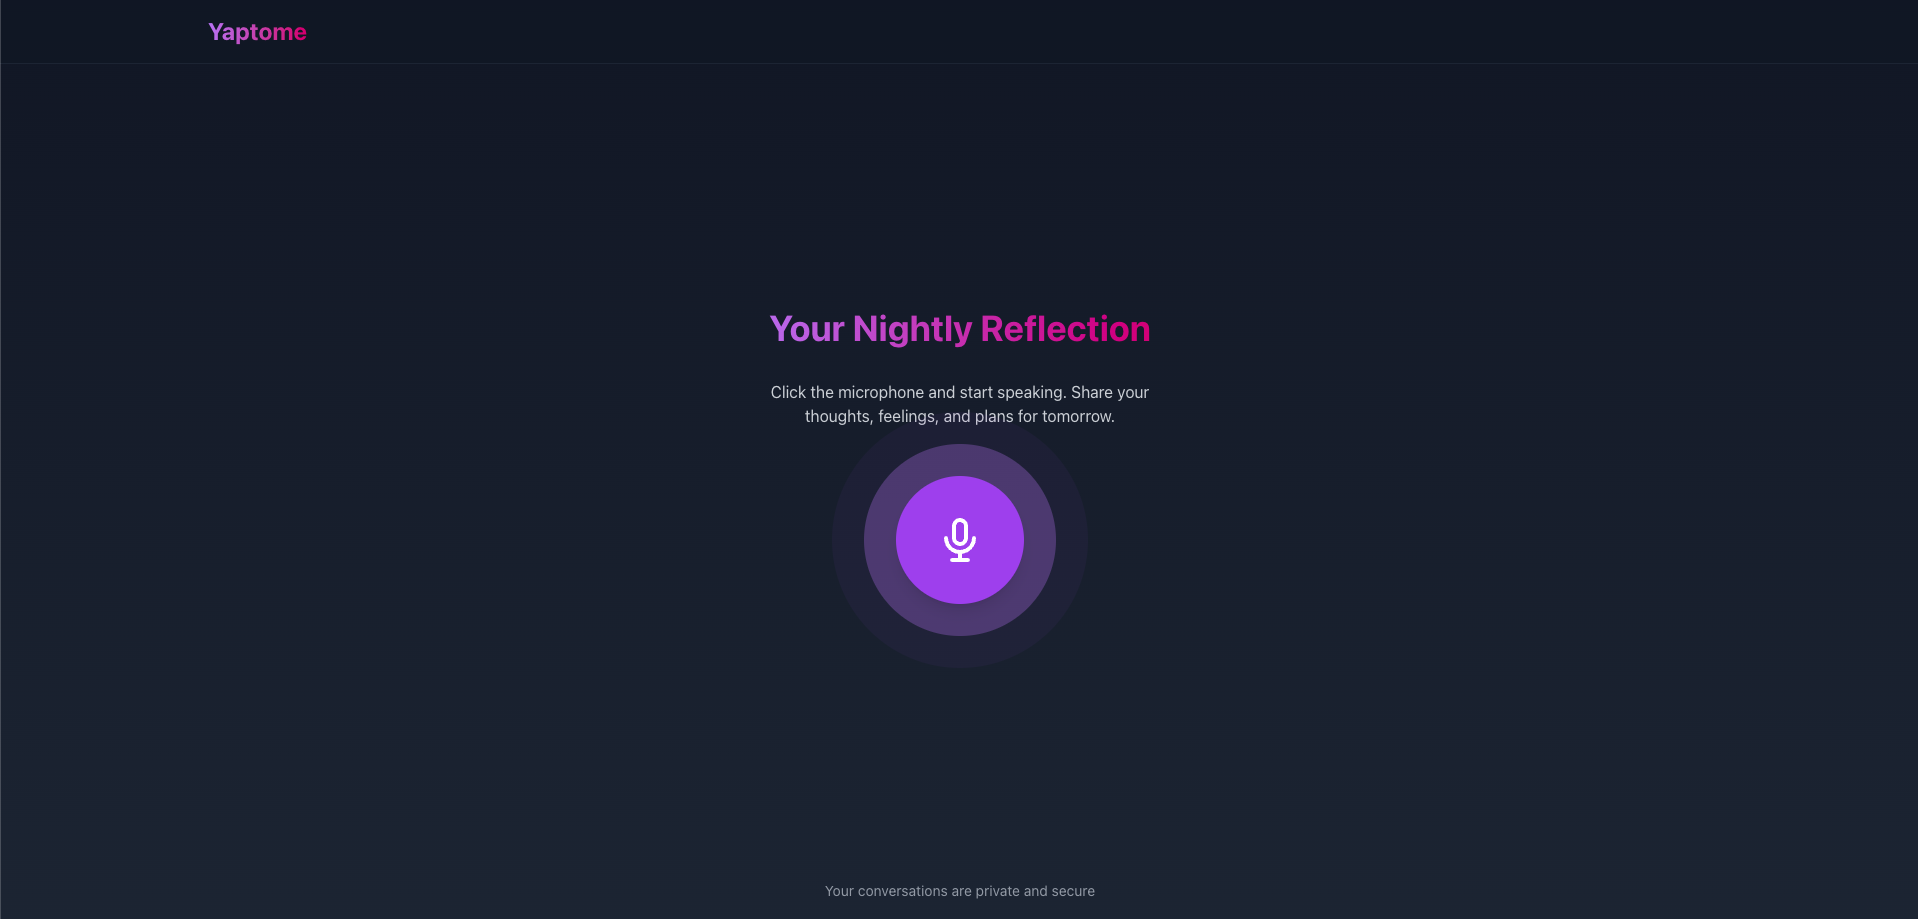 Yaptome
Your Nightly Reflection
Click the microphone and start speaking. Share your
thoughts, feelings, and plans for tomorrow.
Your conversations are private and secure